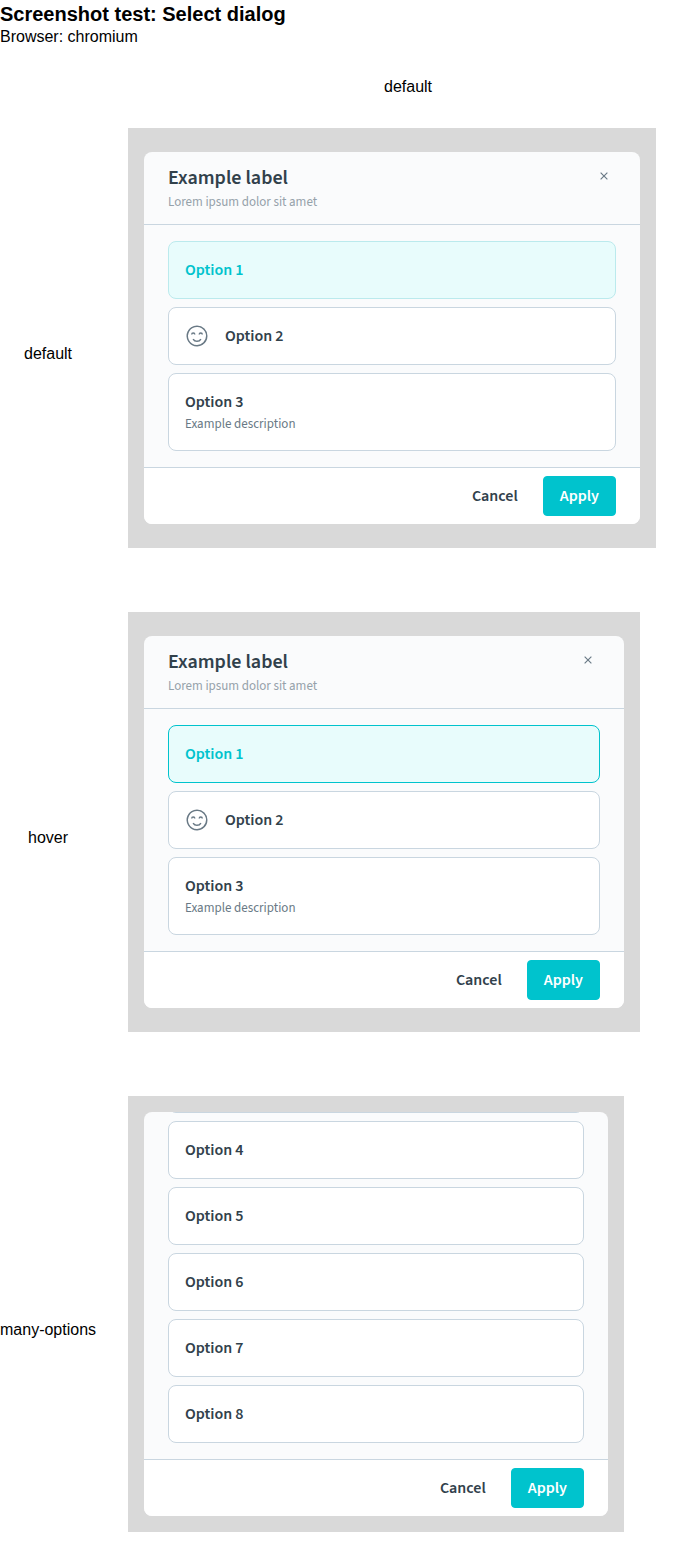 Screenshot test: Select dialog
Browser: chromium
default
default
Example label
Lorem ipsum dolor sit amet
Option 1
Option 2
Option 3
Example description
Cancel
Apply
hover
Example label
Lorem ipsum dolor sit amet
Option 1
Option 2
Option 3
Example description
Cancel
Apply
many-options
Option 4
Option 5
Option 6
Option 7
Option 8
Cancel
Apply